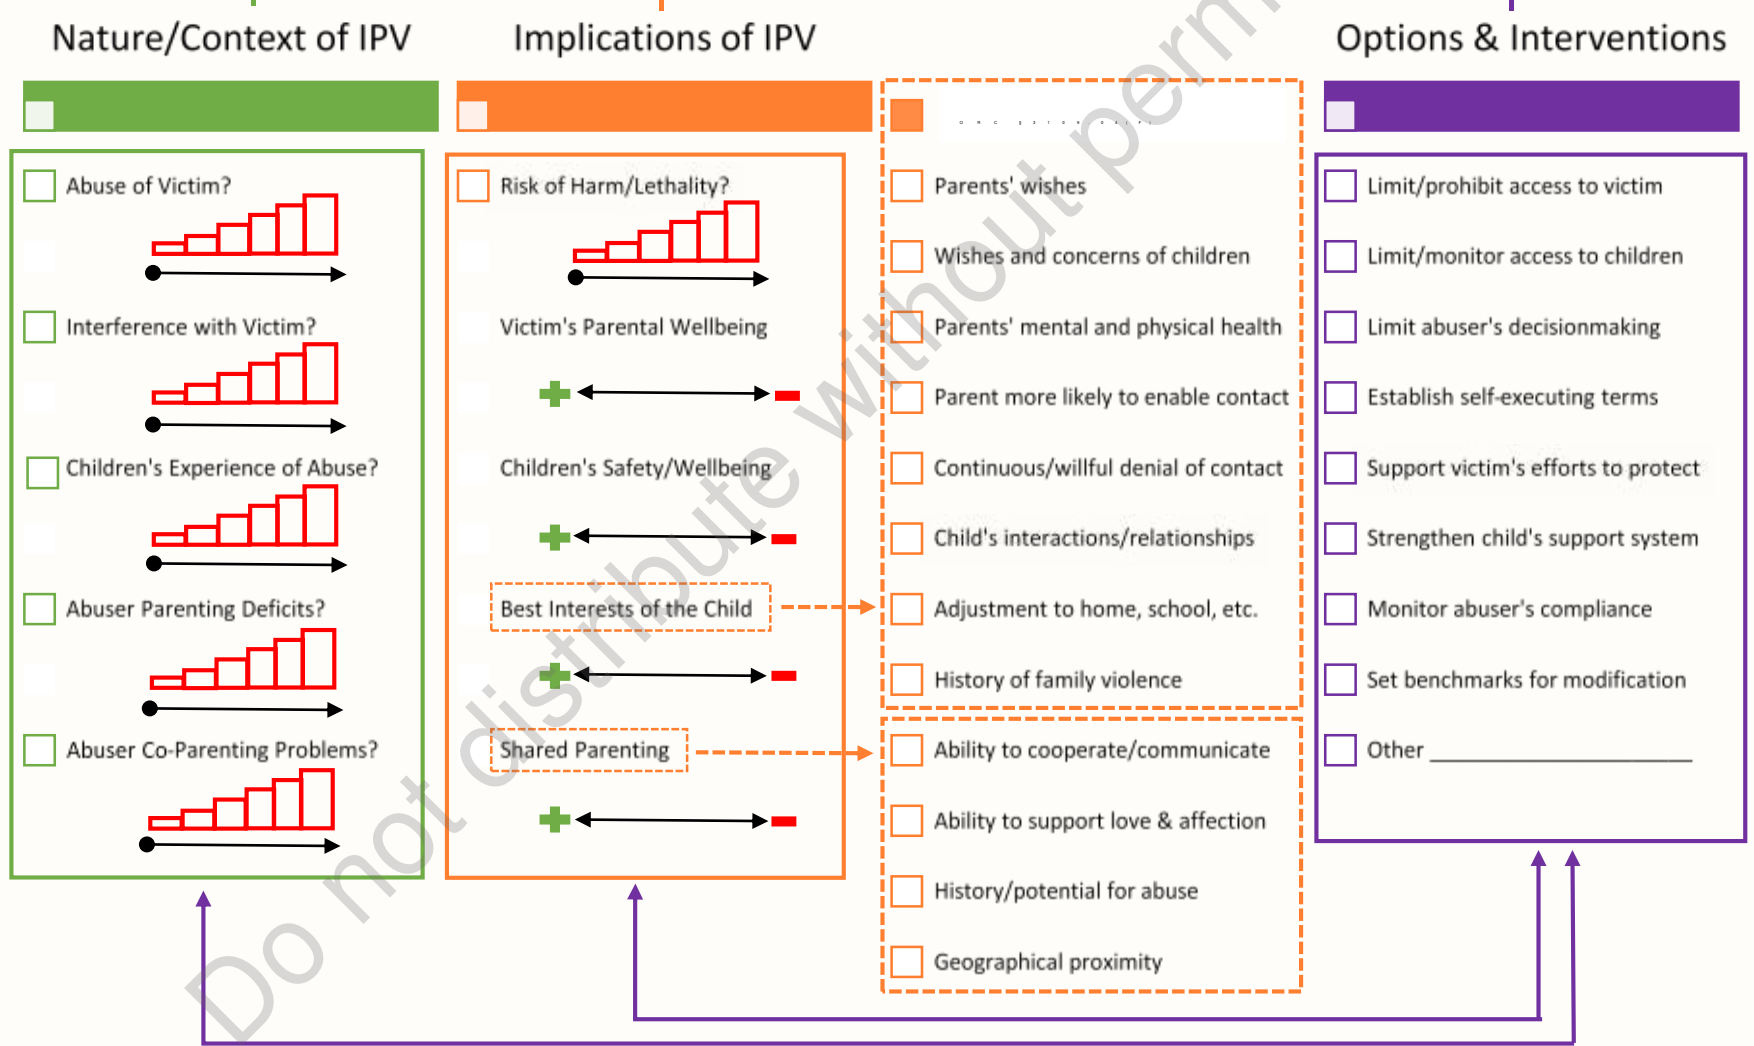 Nature/Context of IPV
Abuse of Victim?
Interference with Victim?
Children's Experience of Abuse?
Abuser Parenting Deficits?
Abuser Co-Parenting Problems?
Implications of IPV
Risk of Harm/Lethality?
Victim's Parental Wellbeing
Children's Safety/Wellbeing
Best Interests of the Child
Shared Parenting
Parents' wishes
Wishes and concerns of children
Parents' mental and physical health
Parent more likely to enable contact
Continuous/willful denial of contact
Child's interactions/relationships
Adjustment to home, school, etc.
History of family violence
Ability to cooperate/communicate
Ability to support love & affection
History/potential for abuse
Geographical proximity
Options & Interventions
Limit/prohibit access to victim
Limit/monitor access to children
Limit abuser's decisionmaking
Establish self-executing terms
Support victim's efforts to protect
Strengthen child's support system
Monitor abuser's compliance
Set benchmarks for modification
Other ____________________
Do not distribute without perm